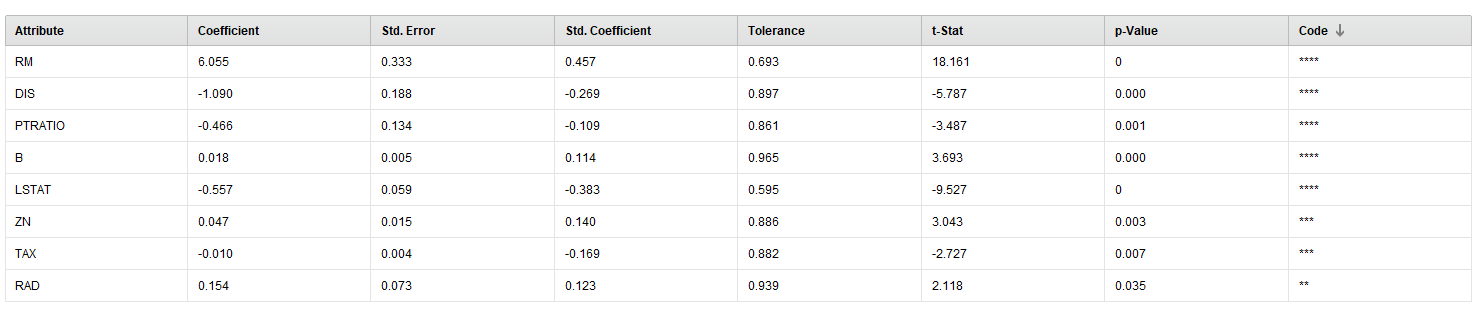 Attribute Coefficient Std. Error Std. Coefficient Tolerance t-Stat p-Value Code ↓
RM 6.055 0.333 0.457 0.693 18.161 0 ****
DIS -1.090 0.188 -0.269 0.897 -5.787 0.000 ****
PTRATIO -0.466 0.134 -0.109 0.861 -3.487 0.001 ****
B 0.018 0.005 0.114 0.965 3.693 0.000 ****
LSTAT -0.557 0.059 -0.383 0.595 -9.527 0 ****
ZN 0.047 0.015 0.140 0.886 3.043 0.003 ***
TAX -0.010 0.004 -0.169 0.882 -2.727 0.007 ***
RAD 0.154 0.073 0.123 0.939 2.118 0.035 **